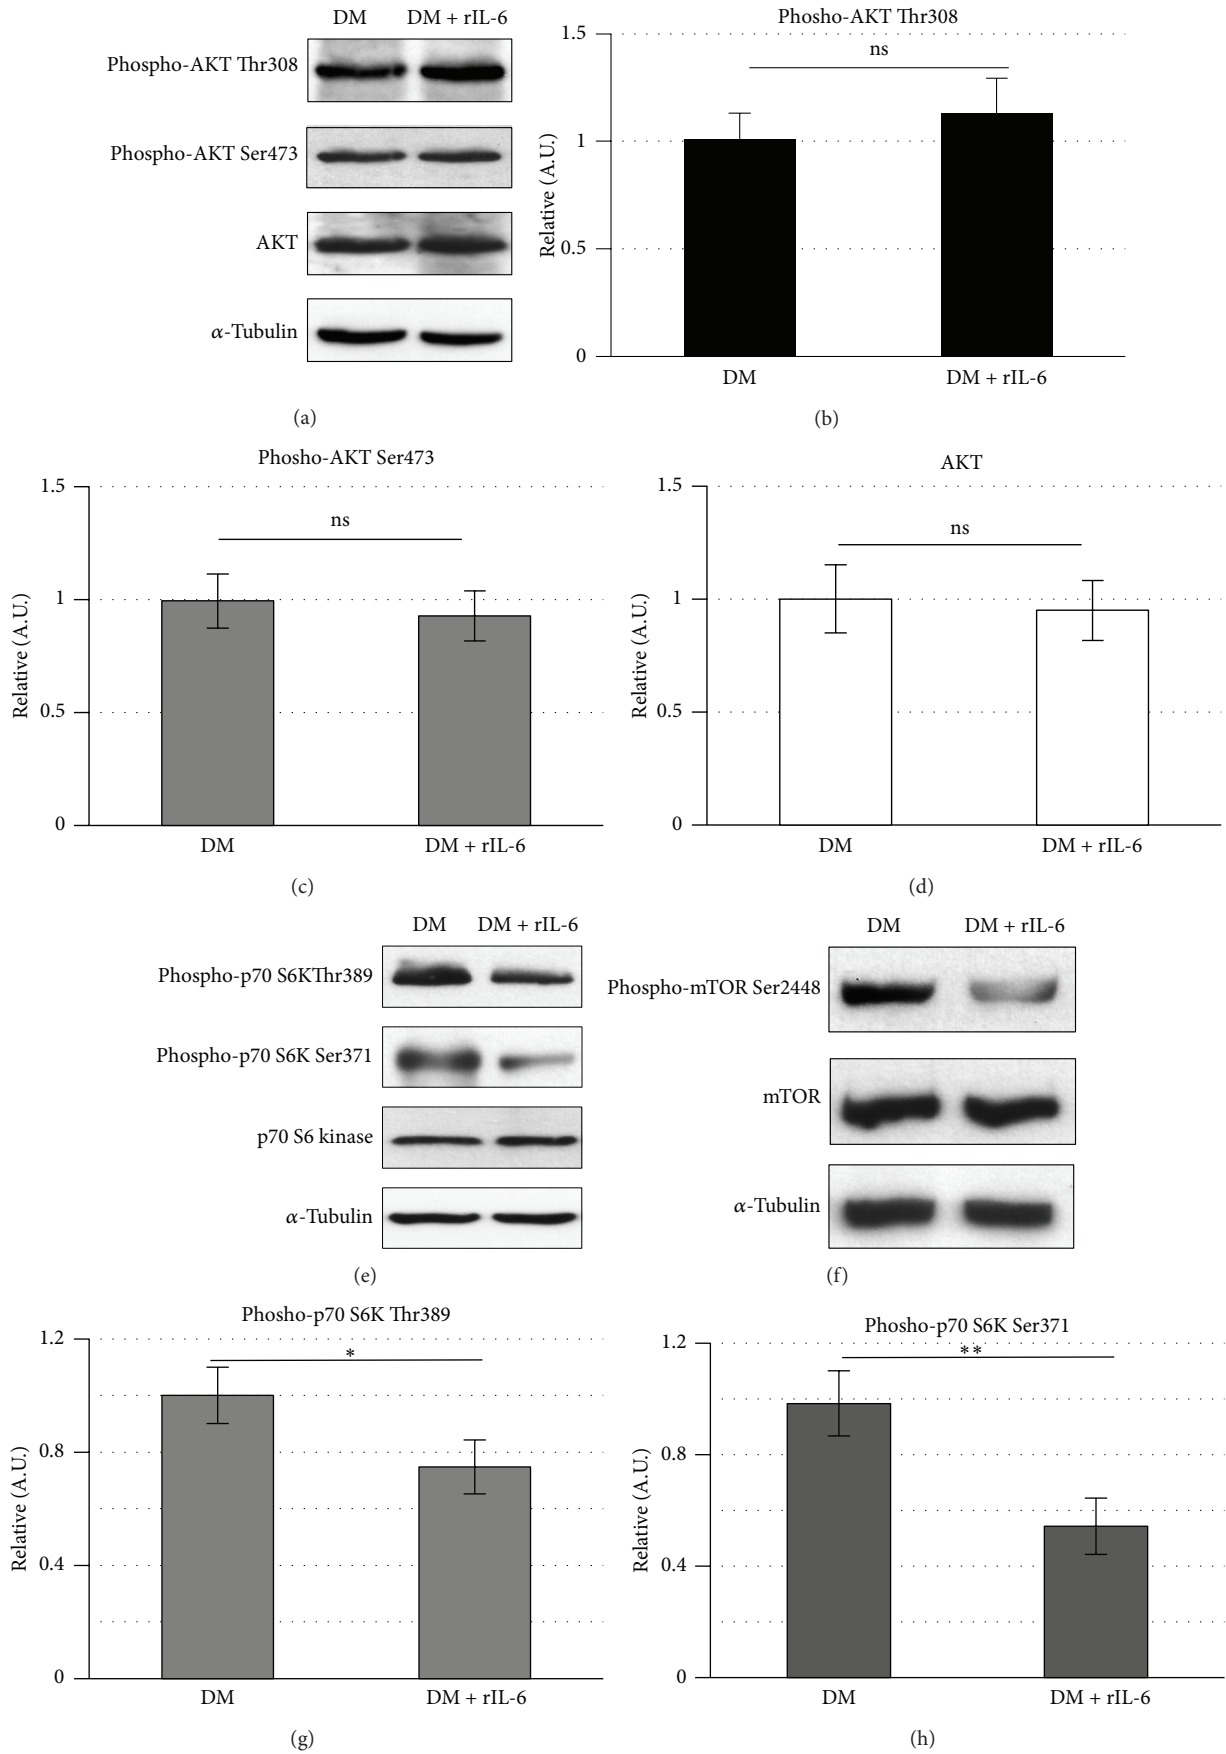 DM DM + rIL-6
Phospho-AKT Thr308
Phospho-AKT Ser473
AKT
α-Tubulin
(a)
Phosho-AKT Thr308
1.5
ns
1
0.5
0
Relative (A.U.)
DM DM + rIL-6
(b)
Phosho-AKT Ser473
1.5
ns
1
0.5
0
Relative (A.U.)
DM DM + rIL-6
(c)
AKT
1.5
ns
1
0.5
0
Relative (A.U.)
DM DM + rIL-6
(d)
DM DM + rIL-6
Phospho-p70 S6KThr389
Phospho-p70 S6K Ser371
p70 S6 kinase
α-Tubulin
(e)
DM DM + rIL-6
Phospho-mTOR Ser2448
mTOR
α-Tubulin
(f)
Phosho-p70 S6K Thr389
1.2
*
0.8
0.4
0
Relative (A.U.)
DM DM + rIL-6
(g)
Phosho-p70 S6K Ser371
1.2
**
0.8
0.4
0
Relative (A.U.)
DM DM + rIL-6
(h)